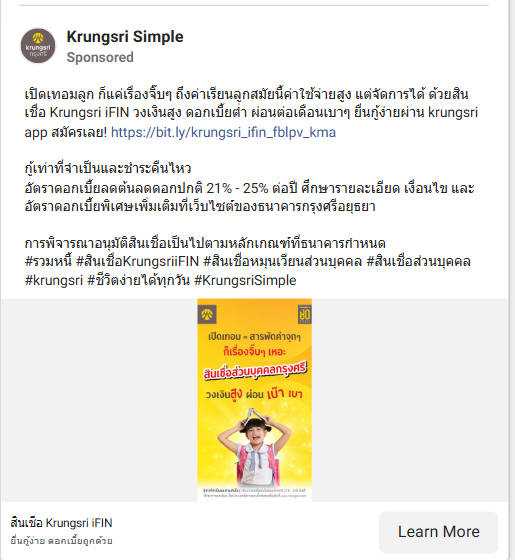 Krungsri Simple
Sponsored
krungsri
กรุงศรี
เปิดเทอมลูก ก็แค่เรื่องจิ๊บๆ ถึงค่าเรียนลูกสมัยนี้ค่าใช้จ่ายสูง แต่จัดการได้ ด้วยสิน
เชื่อ Krungsri iFIN วงเงินสูง ดอกเบี้ยต่ำ ผ่อนต่อเดือนเบาๆ ยื่นกู้ง่ายผ่าน krungsri
app สมัครเลย! https://bit.ly/krungsri_ifin_fblpv_kma
กู้เท่าที่จำเป็นและชำระคืนไหว
อัตราดอกเบี้ยลดต้นลดดอกปกติ 21% - 25% ต่อปี ศึกษารายละเอียด เงื่อนไข และ
อัตราดอกเบี้ยพิเศษเพิ่มเติมที่เว็บไซต์ของธนาคารกรุงศรีอยุธยา
การพิจารณาอนุมัติสินเชื่อเป็นไปตามหลักเกณฑ์ที่ธนาคารกำหนด
#รวมหนี้ #สินเชื่อKrungsriiFIN #สินเชื่อหมุนเวียนส่วนบุคคล #สินเชื่อส่วนบุคคล
#krungsri #ชีวิตง่ายได้ทุกวัน #KrungsriSimple
เปิดเทอม = สารพัดค่าจุกๆ
ก็เรื่องจิ๊บๆ เหอะ
สินเชื่อส่วนบุคคลกรุงศรี
วงเงินสูง ผ่อน เบ๊า เบา
สินเชื่อ Krungsri iFIN
ยื่นกู้ง่าย ดอกเบี้ยถูกด้วย
Learn More